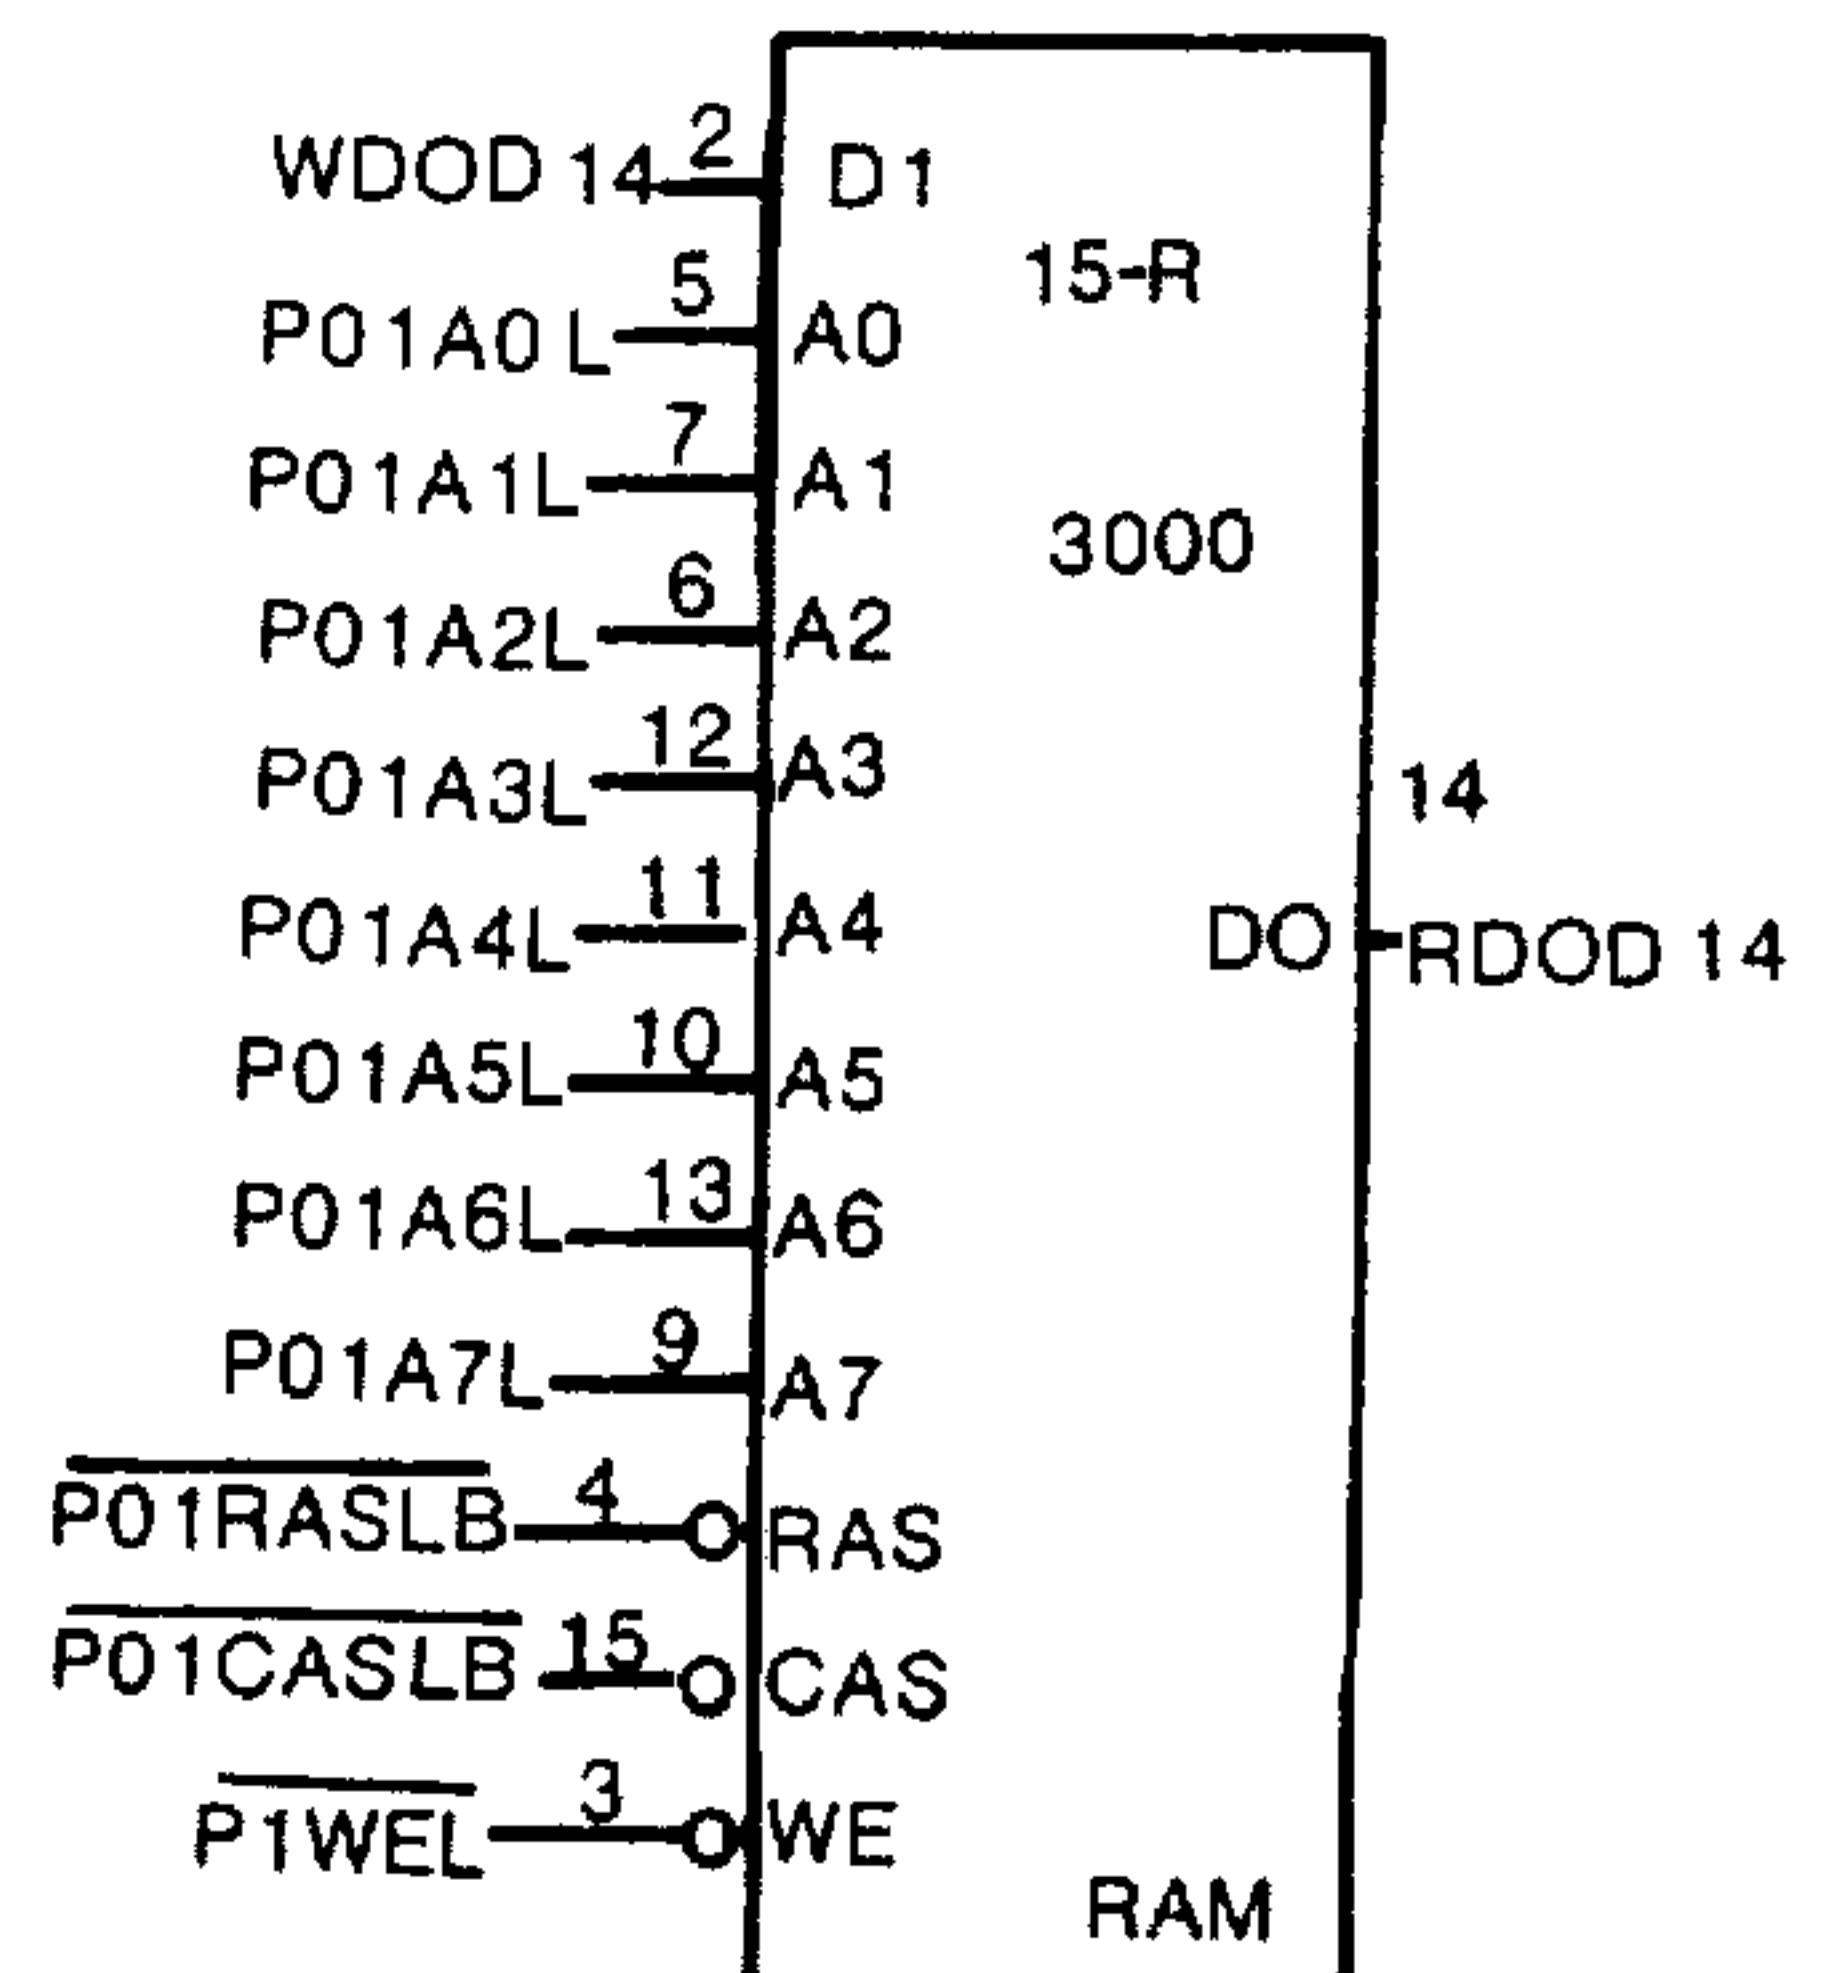 WDOD 14 2 D1
15-R
P01A0L 5 A0
P01A1L 7 A1
3000
P01A2L 6 A2
P01A3L 12 A3
14
P01A4L 11 A4
DO RDOD 14
P01A5L 10 A5
P01A6L 13 A6
P01A7L 9 A7
P01RASLB 4 RAS
P01CASLB 15 CAS
P1WEL 3 WE
RAM